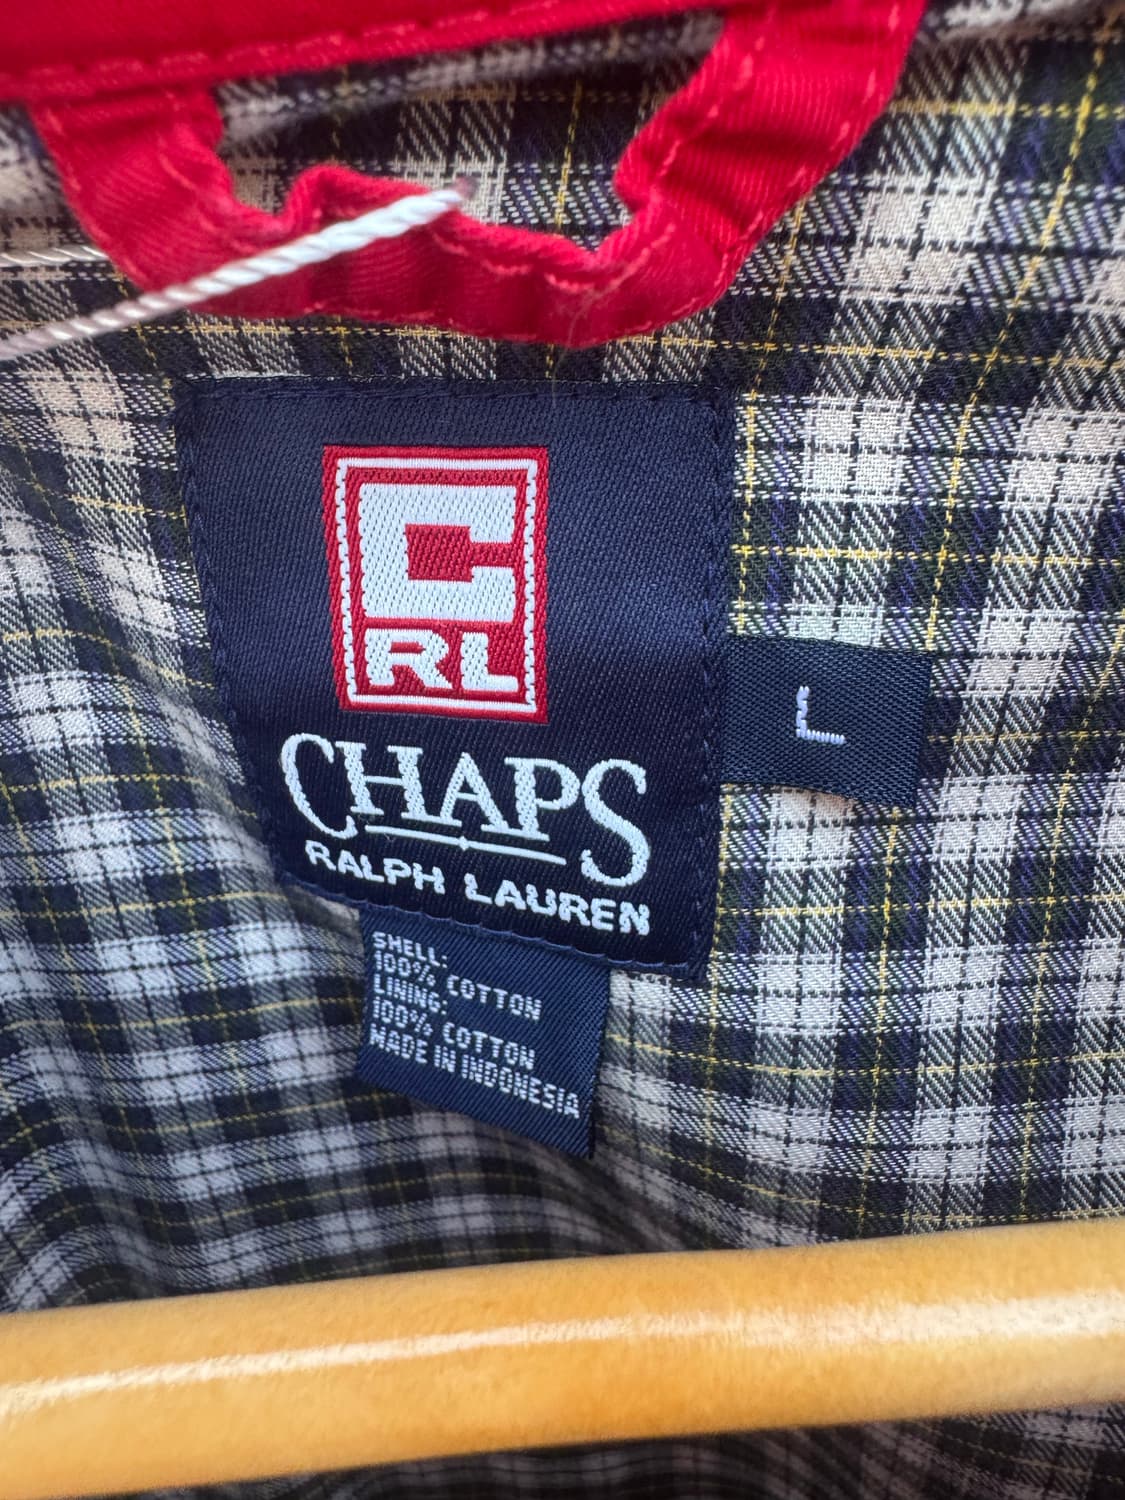 C
RL
CHAPS
RALPH LAUREN
L
SHELL:
100% COTTON
LINING:
100% COTTON
MADE IN INDONESIA